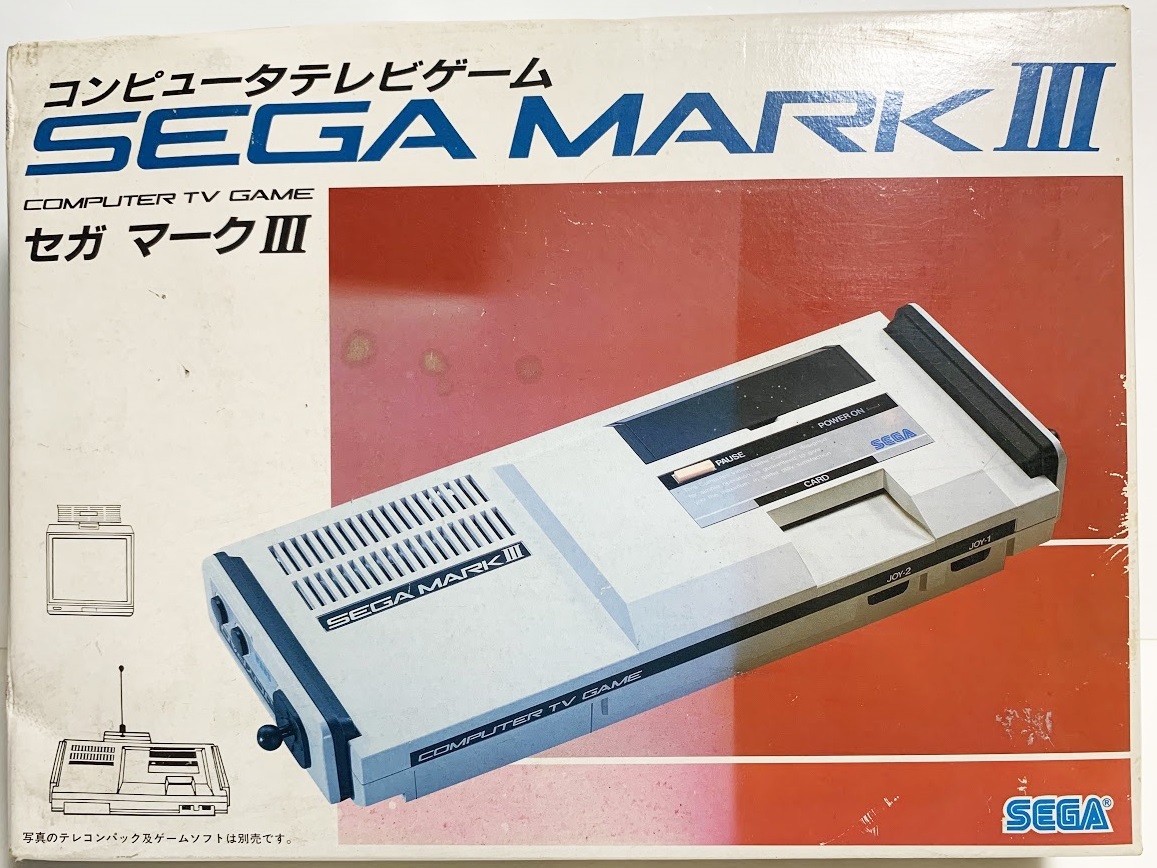 コンピュータテレビゲーム
SEGA MARK III
COMPUTER TV GAME
セガ マークIII
POWER ON
SEGA
PAUSE
CARD
SEGA MARK III
JOY-1
JOY-2
COMPUTER TV GAME
写真のテレコンパック及ゲームソフトは別売です。
SEGA®